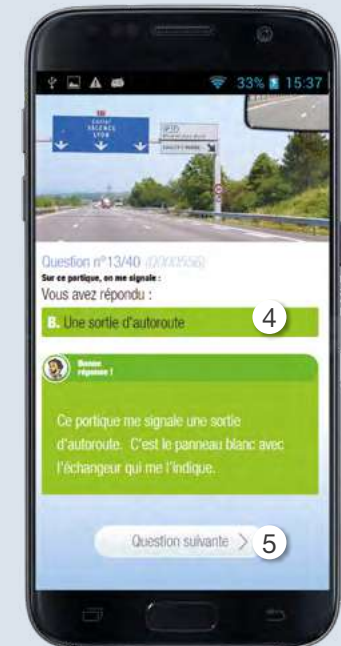 33% 15:37
VALENCE
LYON
Question n°13/40
Sur ce portique, on me signale :
Vous avez répondu :
B. Une sortie d'autoroute
4
Bonne
réponse !
Ce portique me signale une sortie
d'autoroute. C'est le panneau blanc avec
l'échangeur qui me l'indique.
Question suivante > 5